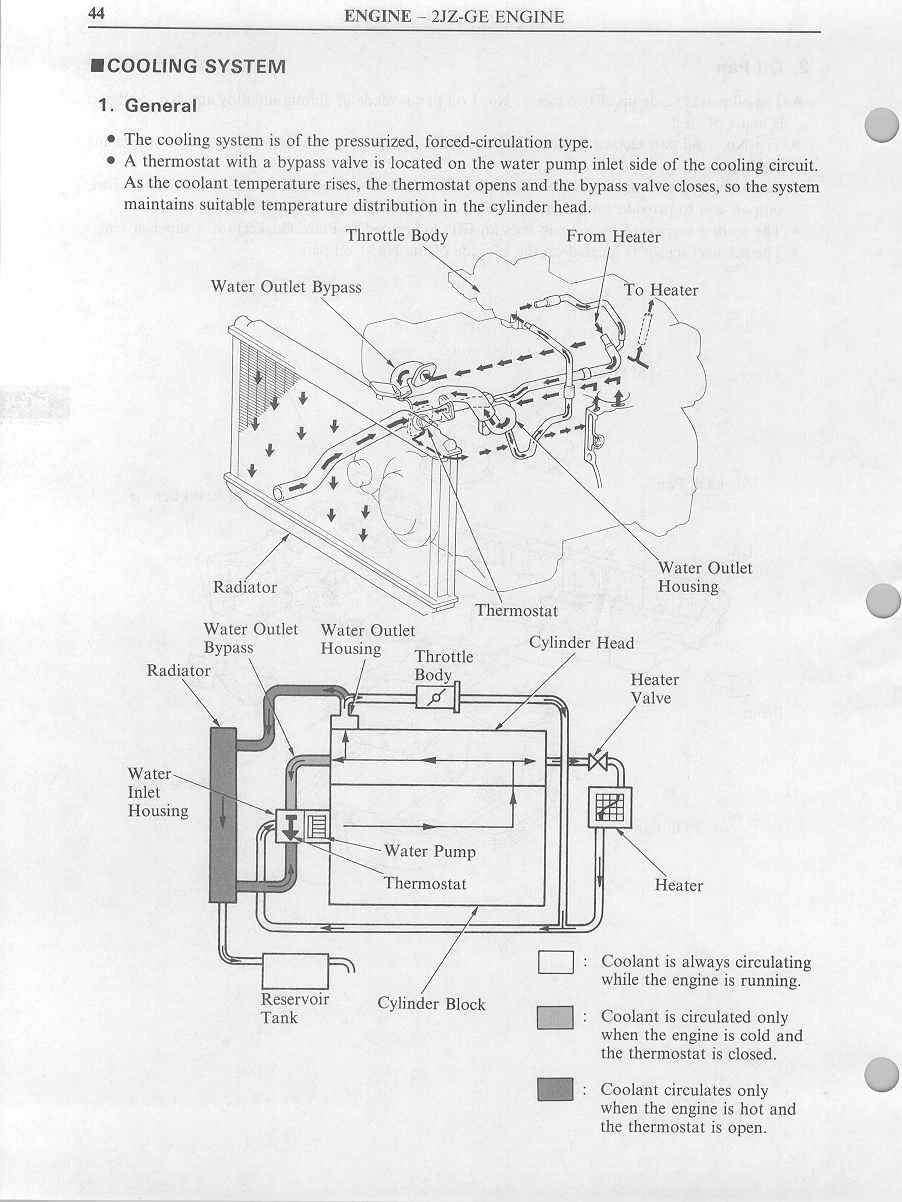 44
ENGINE – 2JZ-GE ENGINE
■COOLING SYSTEM
1. General
● The cooling system is of the pressurized, forced-circulation type.
● A thermostat with a bypass valve is located on the water pump inlet side of the cooling circuit.
As the coolant temperature rises, the thermostat opens and the bypass valve closes, so the system
maintains suitable temperature distribution in the cylinder head.
Throttle Body
From Heater
Water Outlet Bypass
To Heater
Water Outlet
Housing
Radiator
Thermostat
Water Outlet
Bypass
Water Outlet
Housing
Throttle
Body
Cylinder Head
Radiator
Heater
Valve
Water
Inlet
Housing
Water Pump
Thermostat
Heater
Reservoir
Tank
Cylinder Block
: Coolant is always circulating
while the engine is running.
: Coolant is circulated only
when the engine is cold and
the thermostat is closed.
: Coolant circulates only
when the engine is hot and
the thermostat is open.